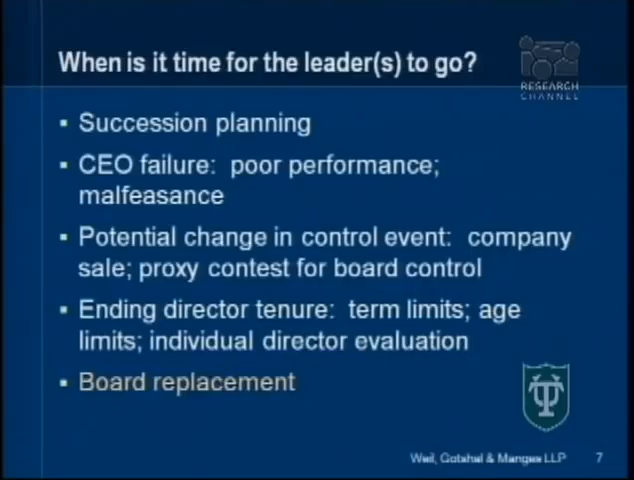 When is it time for the leader(s) to go?
RESEARCH
CHANNEL
▪ Succession planning
▪ CEO failure: poor performance;
malfeasance
▪ Potential change in control event: company
sale; proxy contest for board control
▪ Ending director tenure: term limits; age
limits; individual director evaluation
▪ Board replacement
Weil, Gotshal & Manges LLP 7